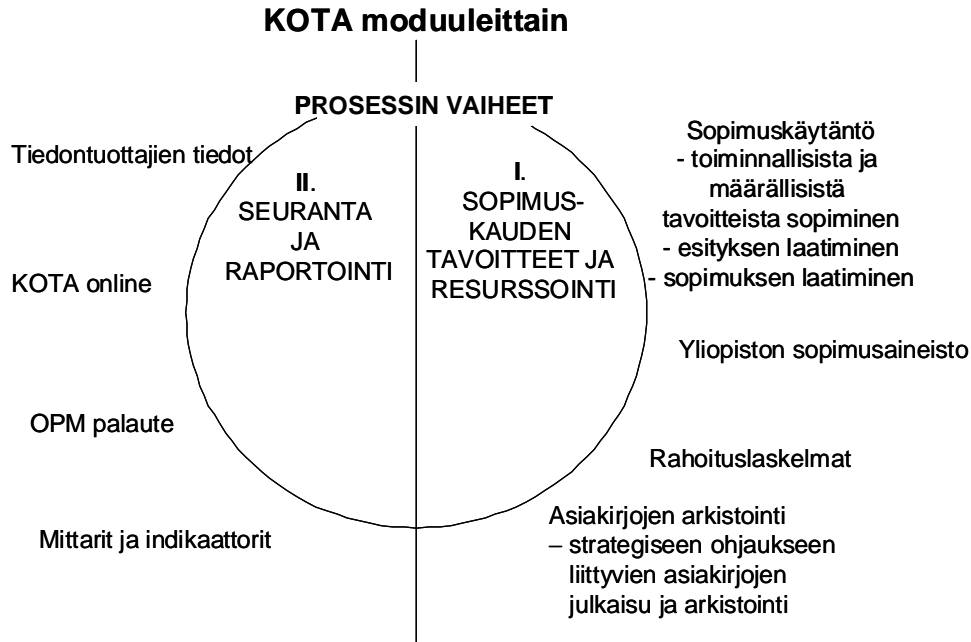 KOTA moduuleittain
PROSESSIN VAIHEET
Tiedontuottajien tiedot
KOTA online
OPM palaute
Mittarit ja indikaattorit
II.
SEURANTA
JA
RAPORTOINTI
I.
SOPIMUS-
KAUDEN
TAVOITTEET JA
RESURSSOINTI
Sopimuskäytäntö
- toiminnallisista ja
määrällisistä
tavoitteista sopiminen
- esityksen laatiminen
- sopimuksen laatiminen
Yliopiston sopimusaineisto
Rahoituslaskelmat
Asiakirjojen arkistointi
– strategiseen ohjaukseen
liittyvien asiakirjojen
julkaisu ja arkistointi